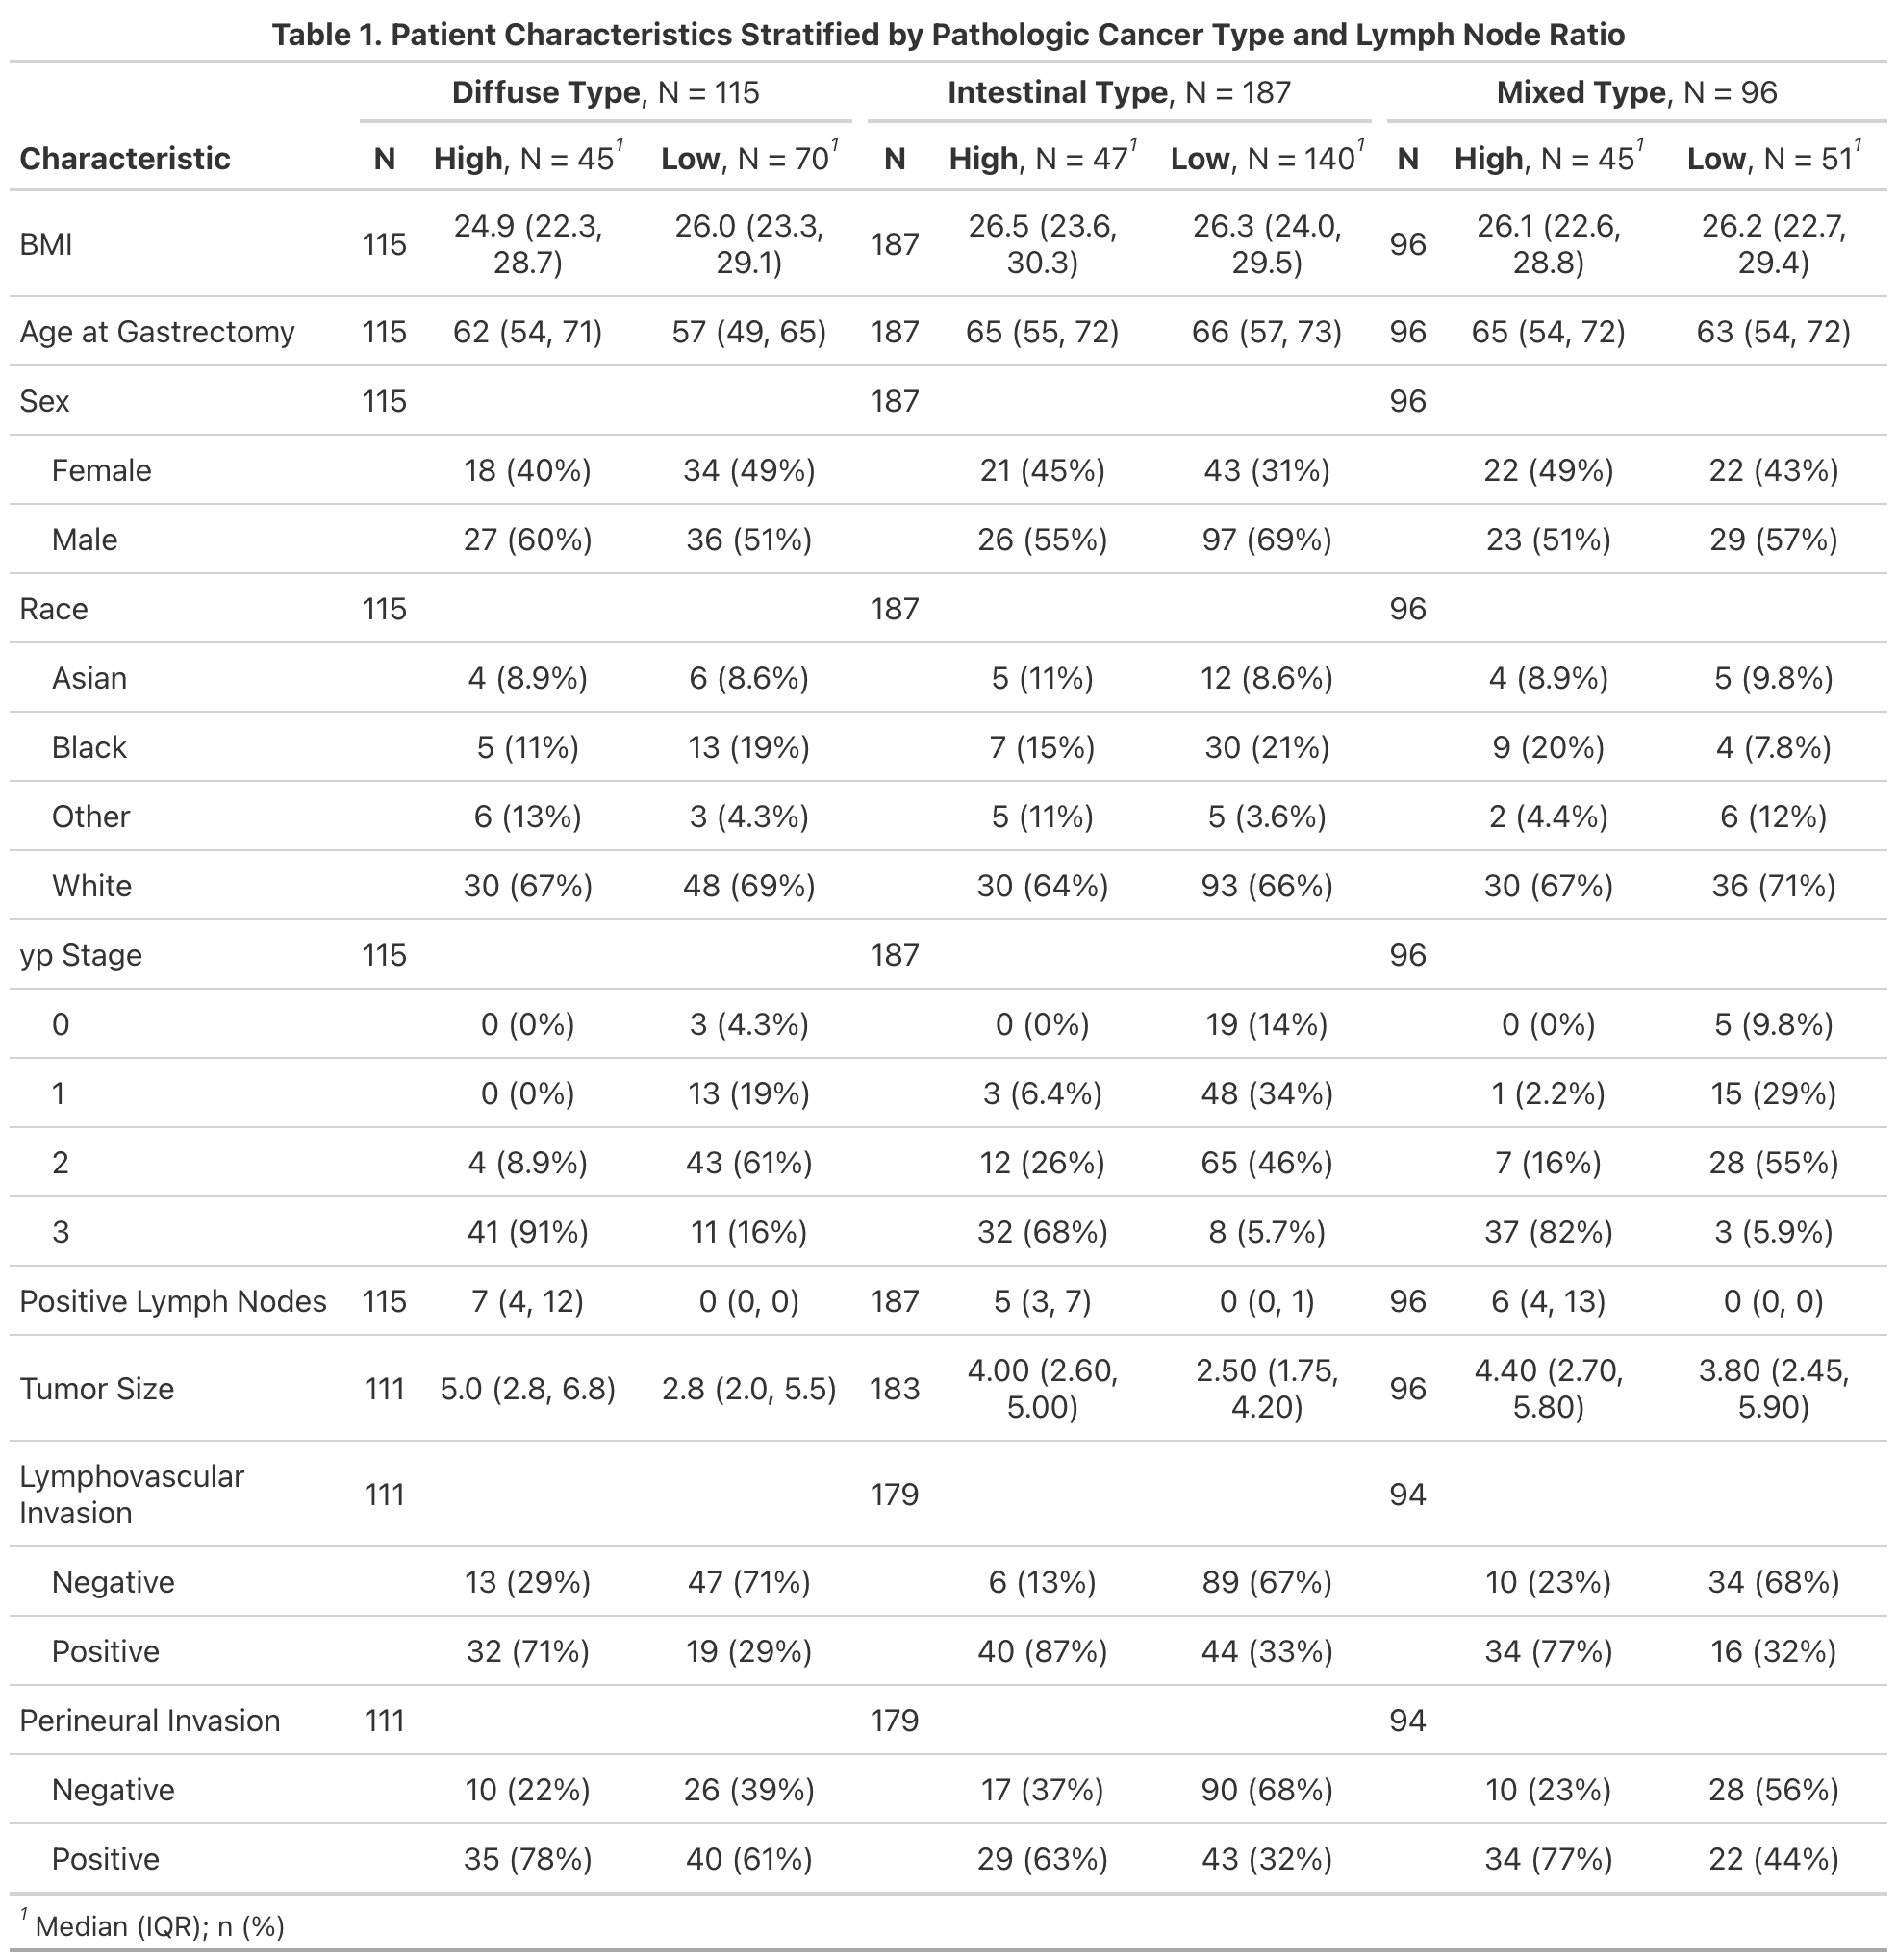 Table 1. Patient Characteristics Stratified by Pathologic Cancer Type and Lymph Node Ratio
Diffuse Type, N = 115 Intestinal Type, N = 187 Mixed Type, N = 96
Characteristic N High, N = 45¹ Low, N = 70¹ N High, N = 47¹ Low, N = 140¹ N High, N = 45¹ Low, N = 51¹
BMI 115 24.9 (22.3, 28.7) 26.0 (23.3, 29.1) 187 26.5 (23.6, 30.3) 26.3 (24.0, 29.5) 96 26.1 (22.6, 28.8) 26.2 (22.7, 29.4)
Age at Gastrectomy 115 62 (54, 71) 57 (49, 65) 187 65 (55, 72) 66 (57, 73) 96 65 (54, 72) 63 (54, 72)
Sex 115 187 96
Female 18 (40%) 34 (49%) 21 (45%) 43 (31%) 22 (49%) 22 (43%)
Male 27 (60%) 36 (51%) 26 (55%) 97 (69%) 23 (51%) 29 (57%)
Race 115 187 96
Asian 4 (8.9%) 6 (8.6%) 5 (11%) 12 (8.6%) 4 (8.9%) 5 (9.8%)
Black 5 (11%) 13 (19%) 7 (15%) 30 (21%) 9 (20%) 4 (7.8%)
Other 6 (13%) 3 (4.3%) 5 (11%) 5 (3.6%) 2 (4.4%) 6 (12%)
White 30 (67%) 48 (69%) 30 (64%) 93 (66%) 30 (67%) 36 (71%)
yp Stage 115 187 96
0 0 (0%) 3 (4.3%) 0 (0%) 19 (14%) 0 (0%) 5 (9.8%)
1 0 (0%) 13 (19%) 3 (6.4%) 48 (34%) 1 (2.2%) 15 (29%)
2 4 (8.9%) 43 (61%) 12 (26%) 65 (46%) 7 (16%) 28 (55%)
3 41 (91%) 11 (16%) 32 (68%) 8 (5.7%) 37 (82%) 3 (5.9%)
Positive Lymph Nodes 115 7 (4, 12) 0 (0, 0) 187 5 (3, 7) 0 (0, 1) 96 6 (4, 13) 0 (0, 0)
Tumor Size 111 5.0 (2.8, 6.8) 2.8 (2.0, 5.5) 183 4.00 (2.60, 5.00) 2.50 (1.75, 4.20) 96 4.40 (2.70, 5.80) 3.80 (2.45, 5.90)
Lymphovascular Invasion 111 179 94
Negative 13 (29%) 47 (71%) 6 (13%) 89 (67%) 10 (23%) 34 (68%)
Positive 32 (71%) 19 (29%) 40 (87%) 44 (33%) 34 (77%) 16 (32%)
Perineural Invasion 111 179 94
Negative 10 (22%) 26 (39%) 17 (37%) 90 (68%) 10 (23%) 28 (56%)
Positive 35 (78%) 40 (61%) 29 (63%) 43 (32%) 34 (77%) 22 (44%)
¹ Median (IQR); n (%)